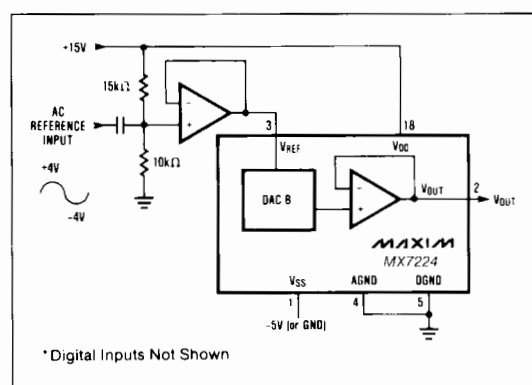 +15V
15kΩ
AC
REFERENCE
INPUT
10kΩ
+4V
-4V
-
+
3
18
VREF
VDD
DAC B
-
+
VOUT
2
VOUT
MAXIM
MX7224
VSS
AGND
DGND
1
4
5
-5V (or GND)
* Digital Inputs Not Shown